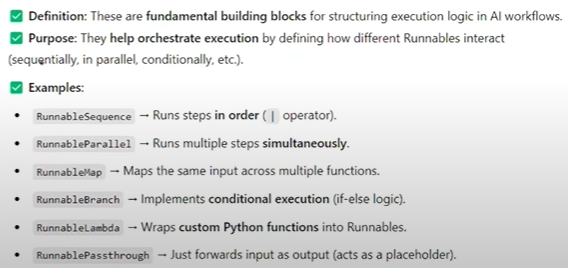 ✅ Definition: These are fundamental building blocks for structuring execution logic in AI workflows.
✅ Purpose: They help orchestrate execution by defining how different Runnables interact
(sequentially, in parallel, conditionally, etc.).
✅ Examples:
• RunnableSequence → Runs steps in order ( | operator).
• RunnableParallel → Runs multiple steps simultaneously.
• RunnableMap → Maps the same input across multiple functions.
• RunnableBranch → Implements conditional execution (if-else logic).
• RunnableLambda → Wraps custom Python functions into Runnables.
• RunnablePassthrough → Just forwards input as output (acts as a placeholder).